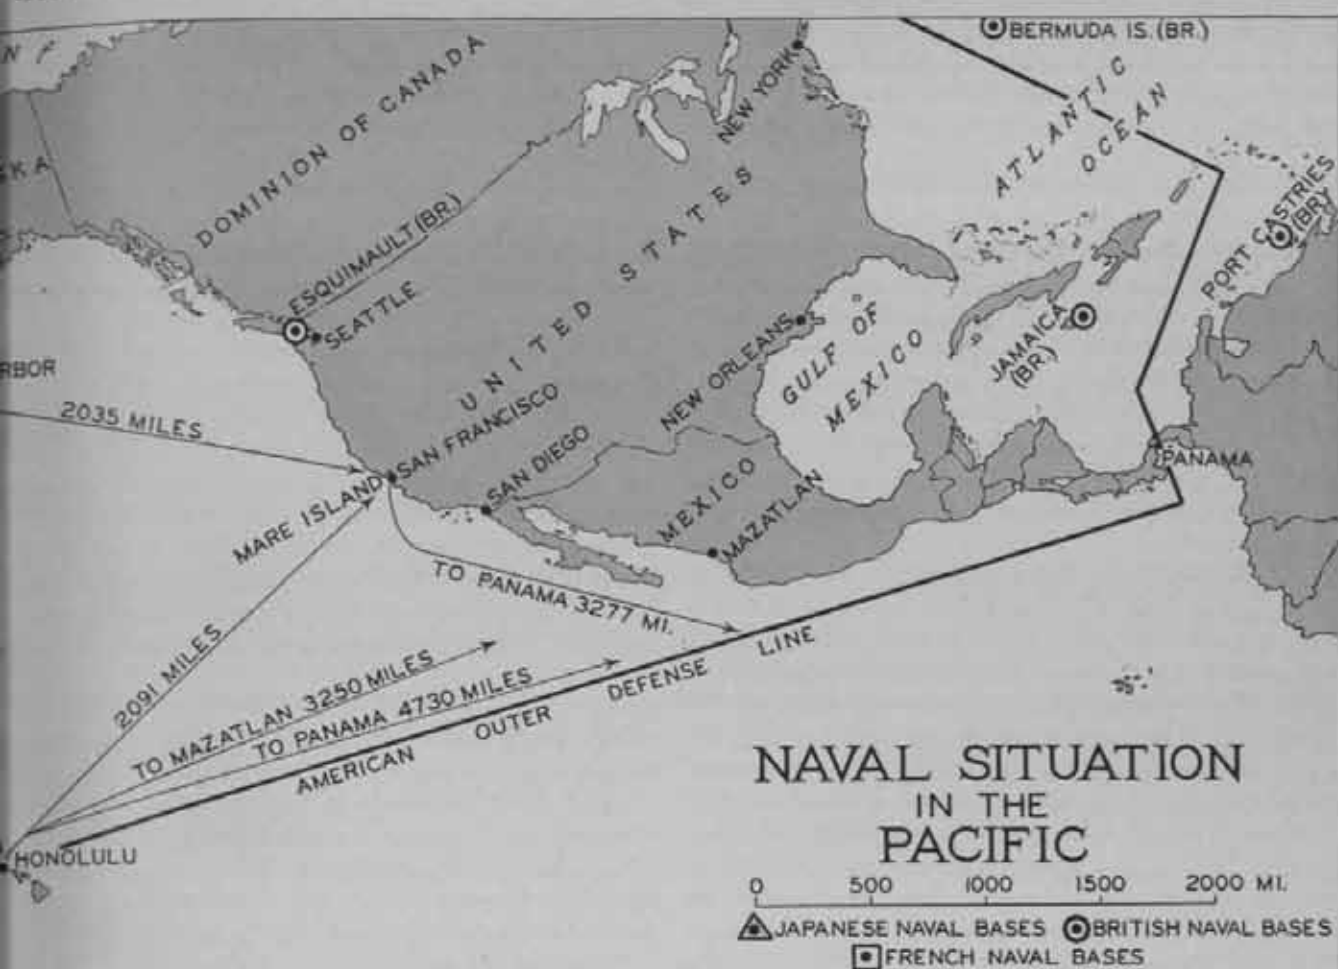 BERMUDA IS. (BR.)
N
DOMINION OF CANADA
NEW YORK
ATLANTIC
OCEAN
SKA
ESQUIMAULT (BR.)
SEATTLE
UNITED STATES
PORT CASTRIES
(BR.)
RBOR
2035 MILES
NEW ORLEANS
GULF OF
MEXICO
JAMAICA
(BR.)
SAN FRANCISCO
MARE ISLAND
SAN DIEGO
MEXICO
MAZATLAN
PANAMA
TO PANAMA 3277 MI.
2091 MILES
TO MAZATLAN 3250 MILES
TO PANAMA 4730 MILES
AMERICAN OUTER DEFENSE LINE
HONOLULU
NAVAL SITUATION
IN THE
PACIFIC
0 500 1000 1500 2000 MI.
JAPANESE NAVAL BASES BRITISH NAVAL BASES
FRENCH NAVAL BASES